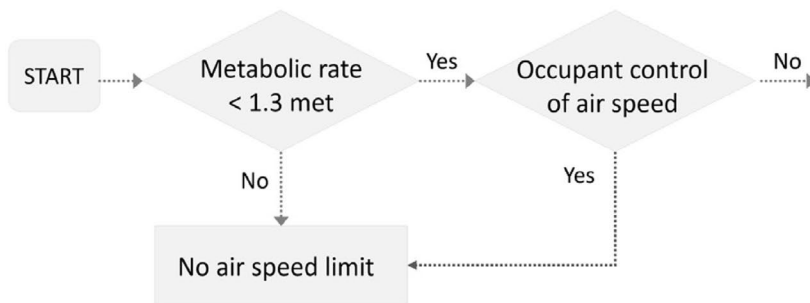 START
Metabolic rate
< 1.3 met
Yes
Occupant control
of air speed
No
No
Yes
No air speed limit